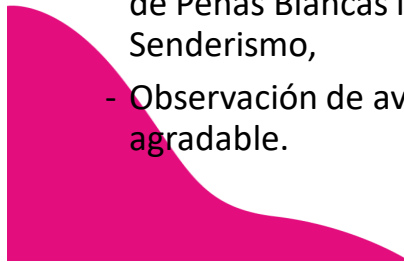 de Peñas Blancas
Senderismo,
- Observación de
agradable.